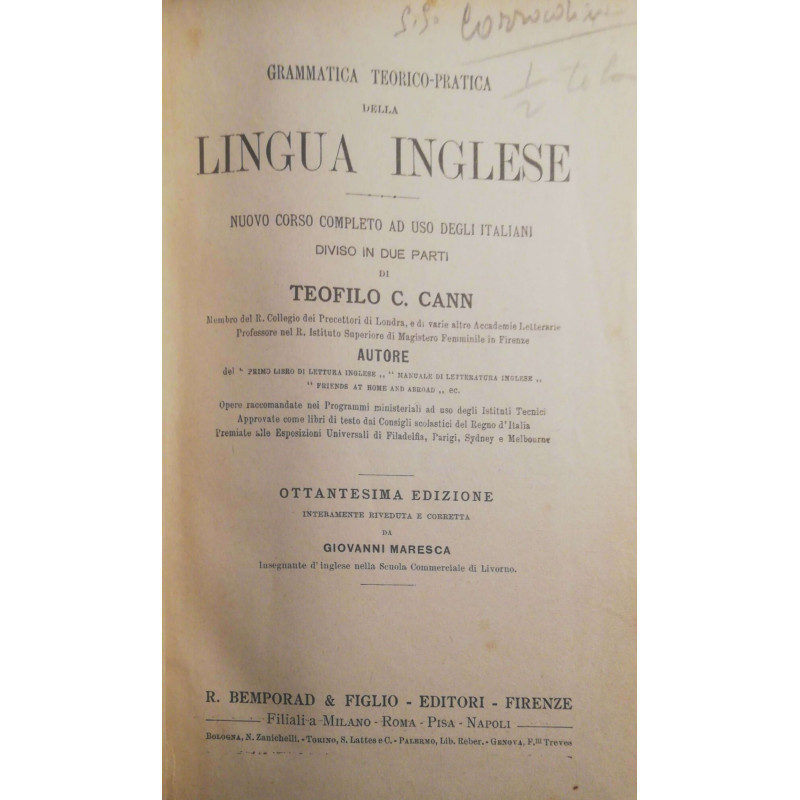 G. G.
GRAMMATICA TEORICO-PRATICA
DELLA
LINGUA INGLESE
NUOVO CORSO COMPLETO AD USO DEGLI ITALIANI
DIVISO IN DUE PARTI
DI
TEOFILO C. CANN
Membro del R. Collegio dei Precettori di Londra, e di varie altre Accademie Letterarie
Professore nel R. Istituto Superiore di Magistero Femminile in Firenze
AUTORE
del “ PRIMO LIBRO DI LETTURA INGLESE „ “ MANUALE DI LETTERATURA INGLESE „
“ FRIENDS AT HOME AND ABROAD „ ec.
Opere raccomandate nei Programmi ministeriali ad uso degli Istituti Tecnici
Approvate come libri di testo dai Consigli scolastici del Regno d'Italia
Premiate alle Esposizioni Universali di Filadelfia, Parigi, Sydney e Melbourne
OTTANTESIMA EDIZIONE
INTERAMENTE RIVEDUTA E CORRETTA
DA
GIOVANNI MARESCA
Insegnante d'inglese nella Scuola Commerciale di Livorno.
R. BEMPORAD & FIGLIO - EDITORI - FIRENZE
Filiali a MILANO - ROMA - PISA - NAPOLI
BOLOGNA, N. Zanichelli. - TORINO, S. Lattes e C. - PALERMO, Lib. Reber. - GENOVA, F.lli Treves